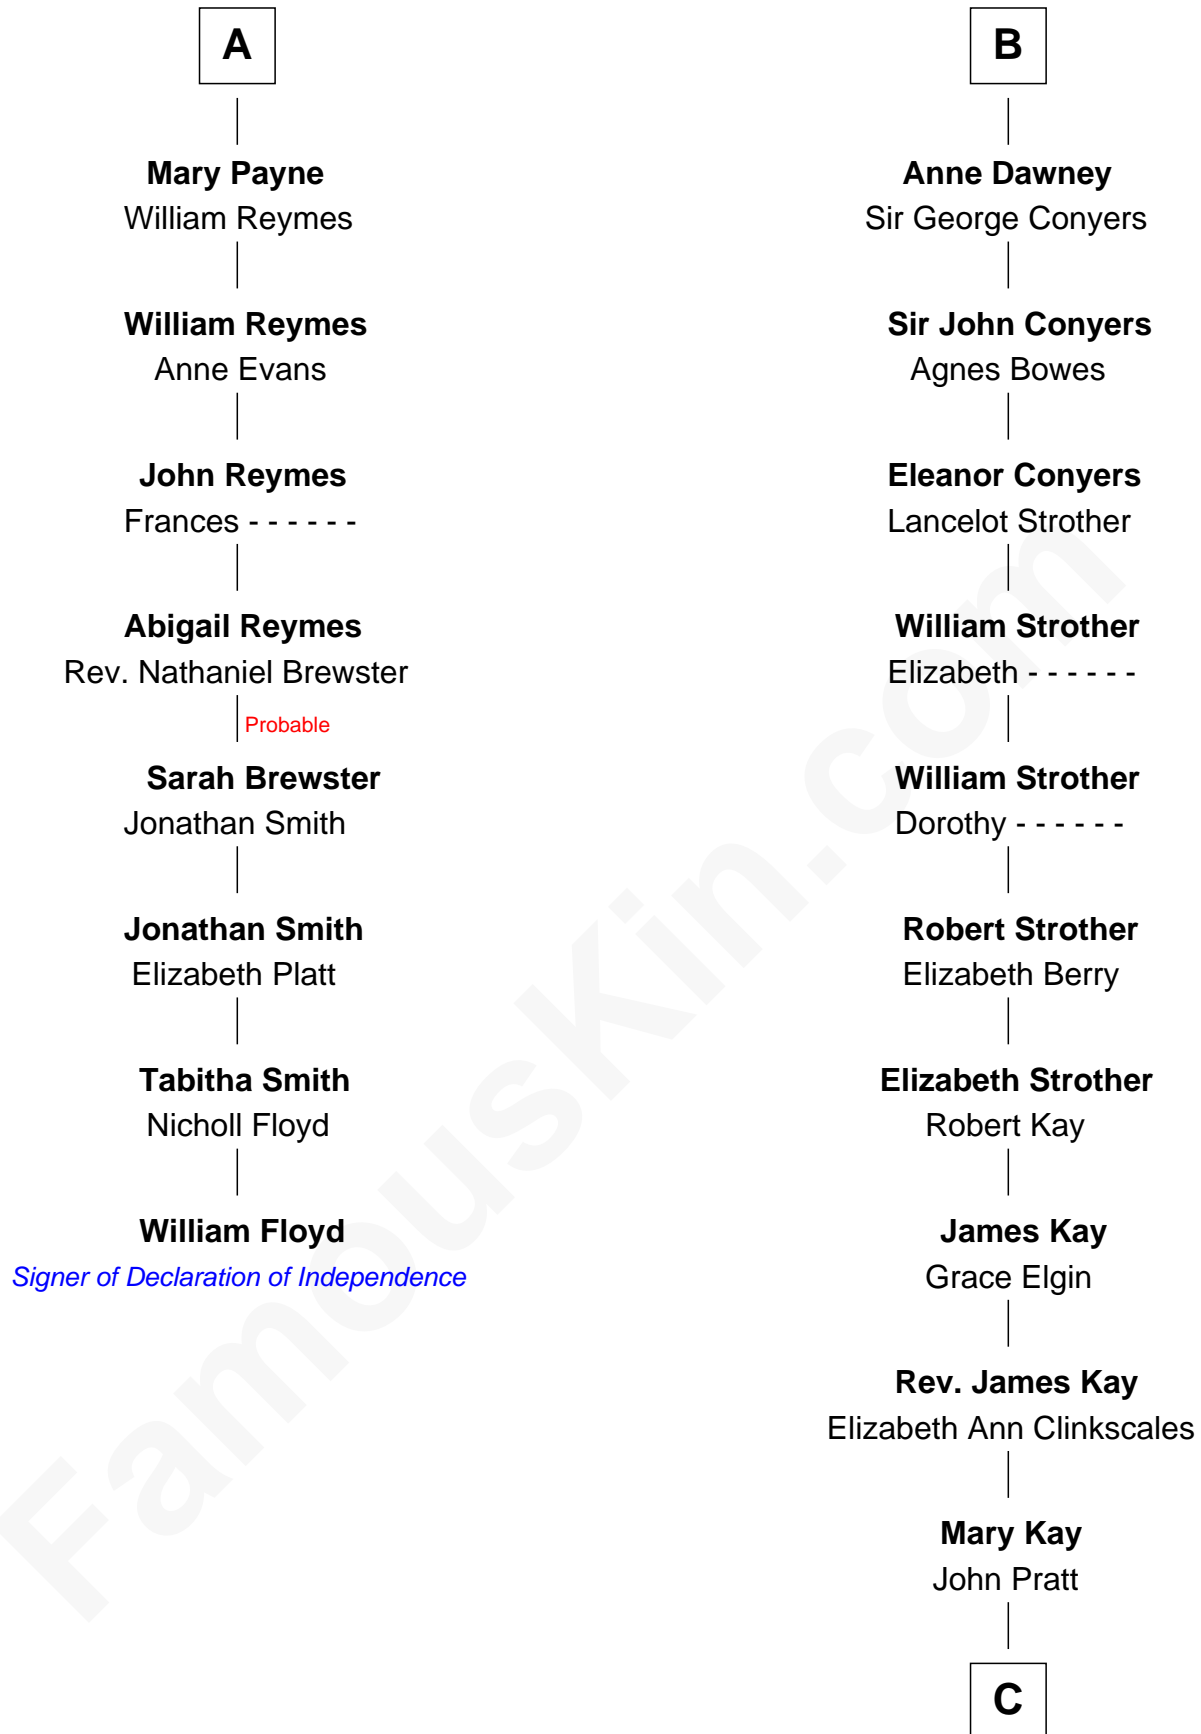 A
Mary Payne
William Reymes
William Reymes
Anne Evans
John Reymes
Frances - - - - - -
Abigail Reymes
Rev. Nathaniel Brewster
Probable
Sarah Brewster
Jonathan Smith
Jonathan Smith
Elizabeth Platt
Tabitha Smith
Nicholl Floyd
William Floyd
Signer of Declaration of Independence
B
Anne Dawney
Sir George Conyers
Sir John Conyers
Agnes Bowes
Eleanor Conyers
Lancelot Strother
William Strother
Elizabeth - - - - - -
William Strother
Dorothy - - - - - -
Robert Strother
Elizabeth Berry
Elizabeth Strother
Robert Kay
James Kay
Grace Elgin
Rev. James Kay
Elizabeth Ann Clinkscales
Mary Kay
John Pratt
C
FamousKin.com